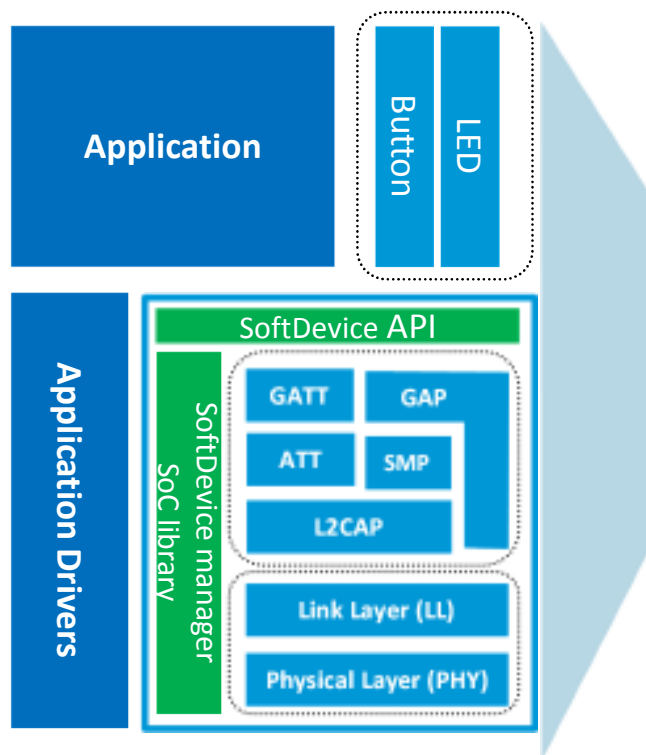 Application
Button
LED
Application Drivers
SoftDevice API
SoftDevice manager
SoC library
GATT
GAP
ATT
SMP
L2CAP
Link Layer (LL)
Physical Layer (PHY)